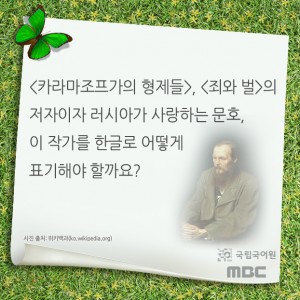 <카라마조프가의 형제들>, <죄와 벌>의
저자이자 러시아가 사랑하는 문호,
이 작가를 한글로 어떻게
표기해야 할까요?
사진 출처: 위키백과(ko.wikipedia.org)
국립국어원
MBC